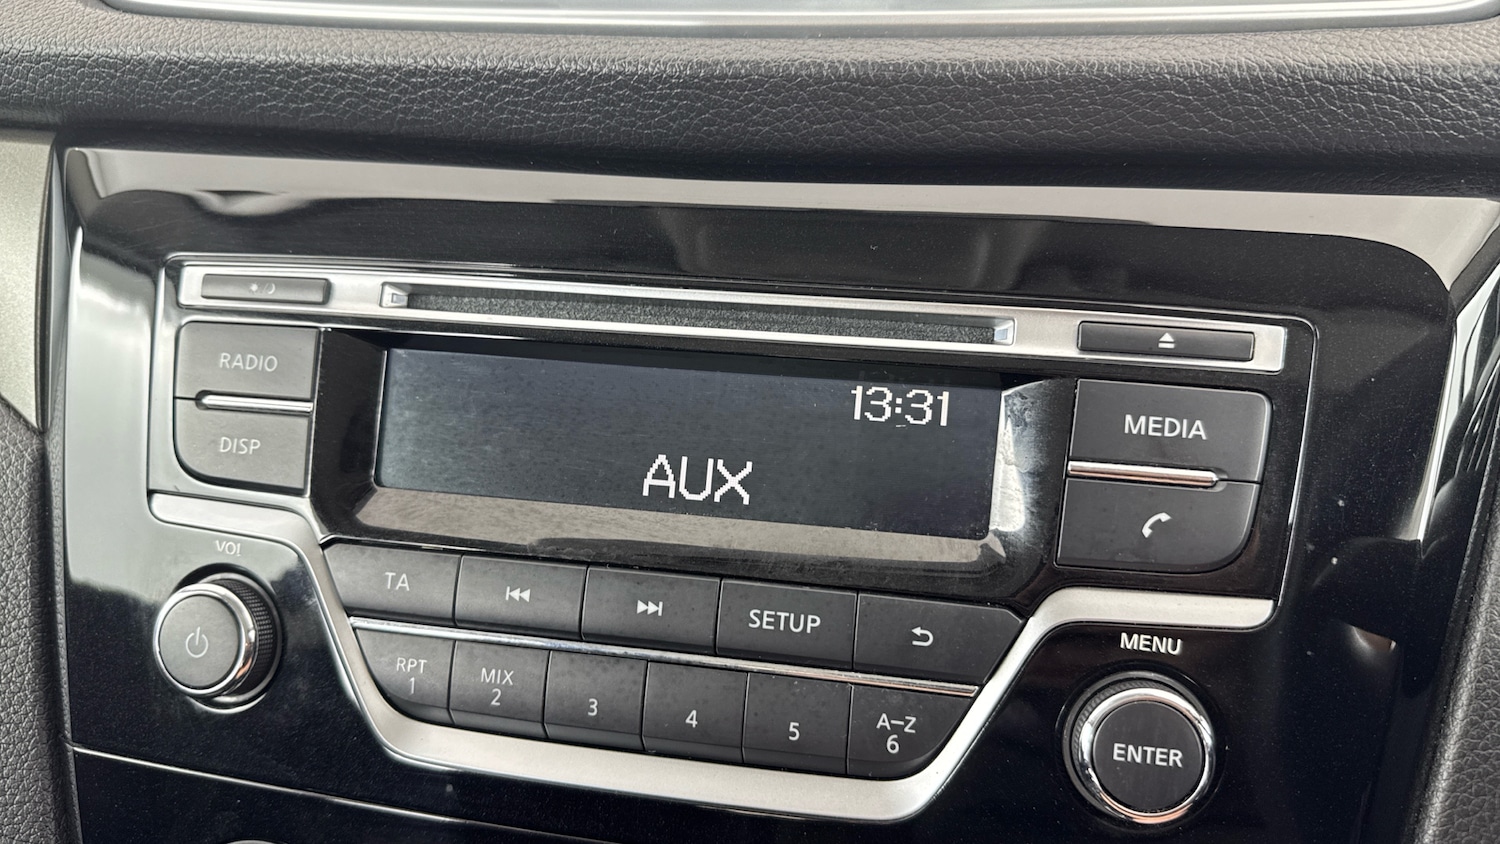 RADIO
DISP
13:31
AUX
MEDIA
VOL
TA
SETUP
RPT
1
MIX
2
3
4
5
A–Z
6
MENU
ENTER